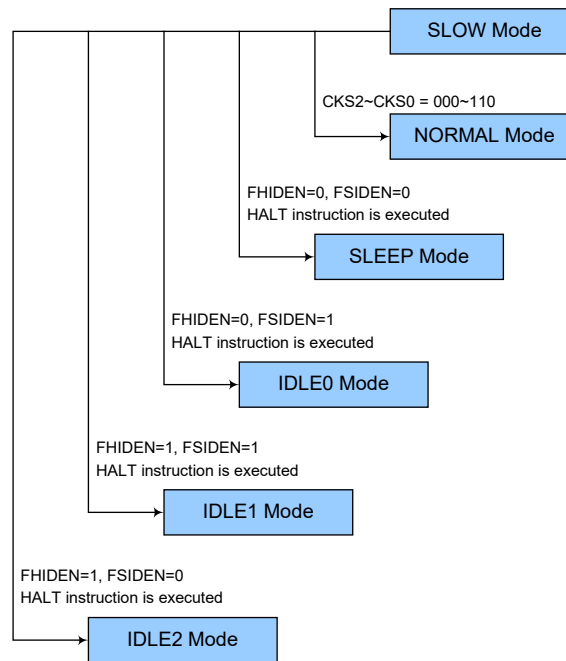 SLOW Mode
CKS2~CKS0 = 000~110
NORMAL Mode
FHIDEN=0, FSIDEN=0
HALT instruction is executed
SLEEP Mode
FHIDEN=0, FSIDEN=1
HALT instruction is executed
IDLE0 Mode
FHIDEN=1, FSIDEN=1
HALT instruction is executed
IDLE1 Mode
FHIDEN=1, FSIDEN=0
HALT instruction is executed
IDLE2 Mode